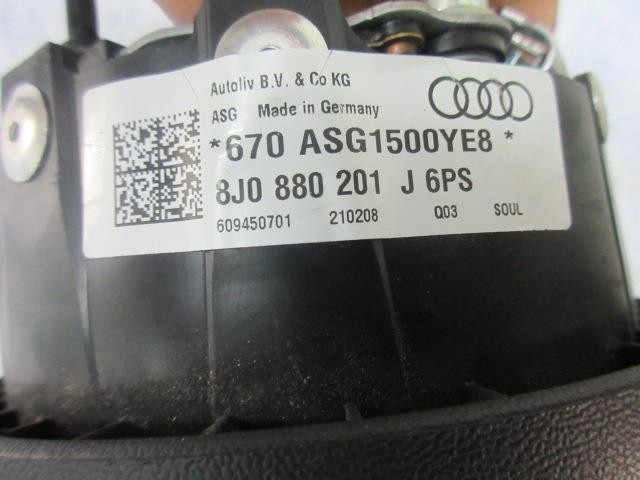 Autoliv B.V. & Co KG
ASG Made in Germany
*670 ASG1500YE8 *
8J0 880 201 J 6PS
609450701 210208 Q03 SOUL